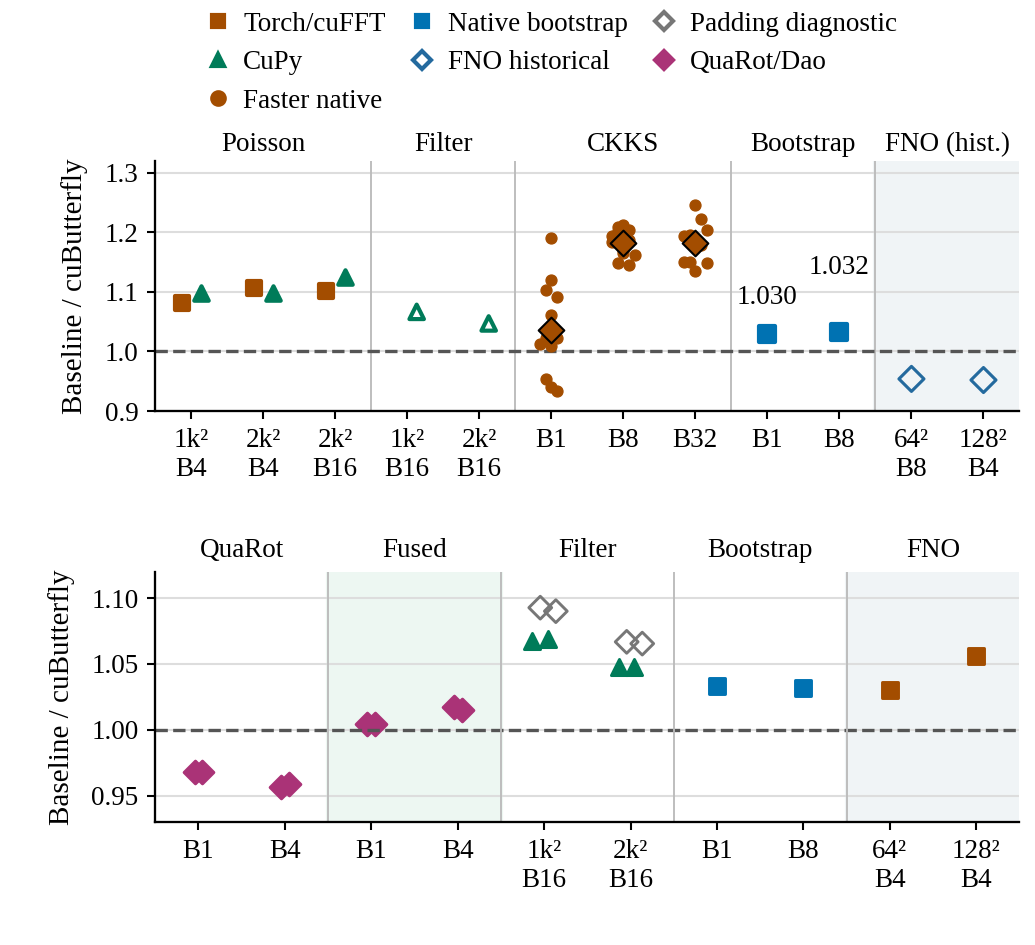 Torch/cuFFT Native bootstrap Padding diagnostic
CuPy FNO historical QuaRot/Dao
Faster native
Poisson Filter CKKS Bootstrap FNO (hist.)
Baseline / cuButterfly
1.3
1.2
1.1
1.0
0.9
1.032
1.030
1k² 2k² 2k² 1k² 2k² B1 B8 B32 B1 B8 64² 128²
B4 B4 B16 B16 B16 B8 B4
QuaRot Fused Filter Bootstrap FNO
Baseline / cuButterfly
1.10
1.05
1.00
0.95
B1 B4 B1 B4 1k² 2k² B1 B8 64² 128²
B16 B16 B4 B4